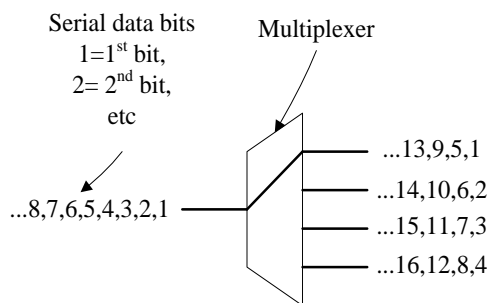 Serial data bits
1=1st bit,
2= 2nd bit,
etc
Multiplexer
...8,7,6,5,4,3,2,1
...13,9,5,1
...14,10,6,2
...15,11,7,3
...16,12,8,4